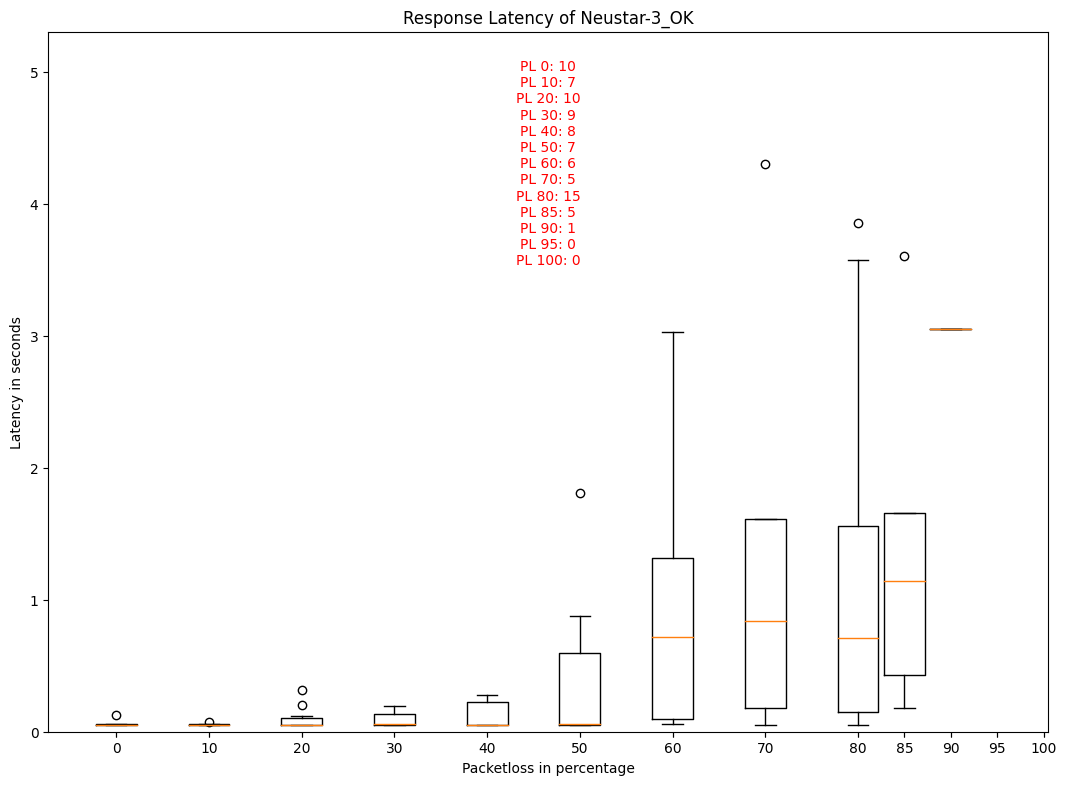 Response Latency of Neustar-3_OK
PL 0: 10
PL 10: 7
PL 20: 10
PL 30: 9
PL 40: 8
PL 50: 7
PL 60: 6
PL 70: 5
PL 80: 15
PL 85: 5
PL 90: 1
PL 95: 0
PL 100: 0
Latency in seconds
5
4
3
2
1
0
0 10 20 30 40 50 60 70 80 85 90 95 100
Packetloss in percentage